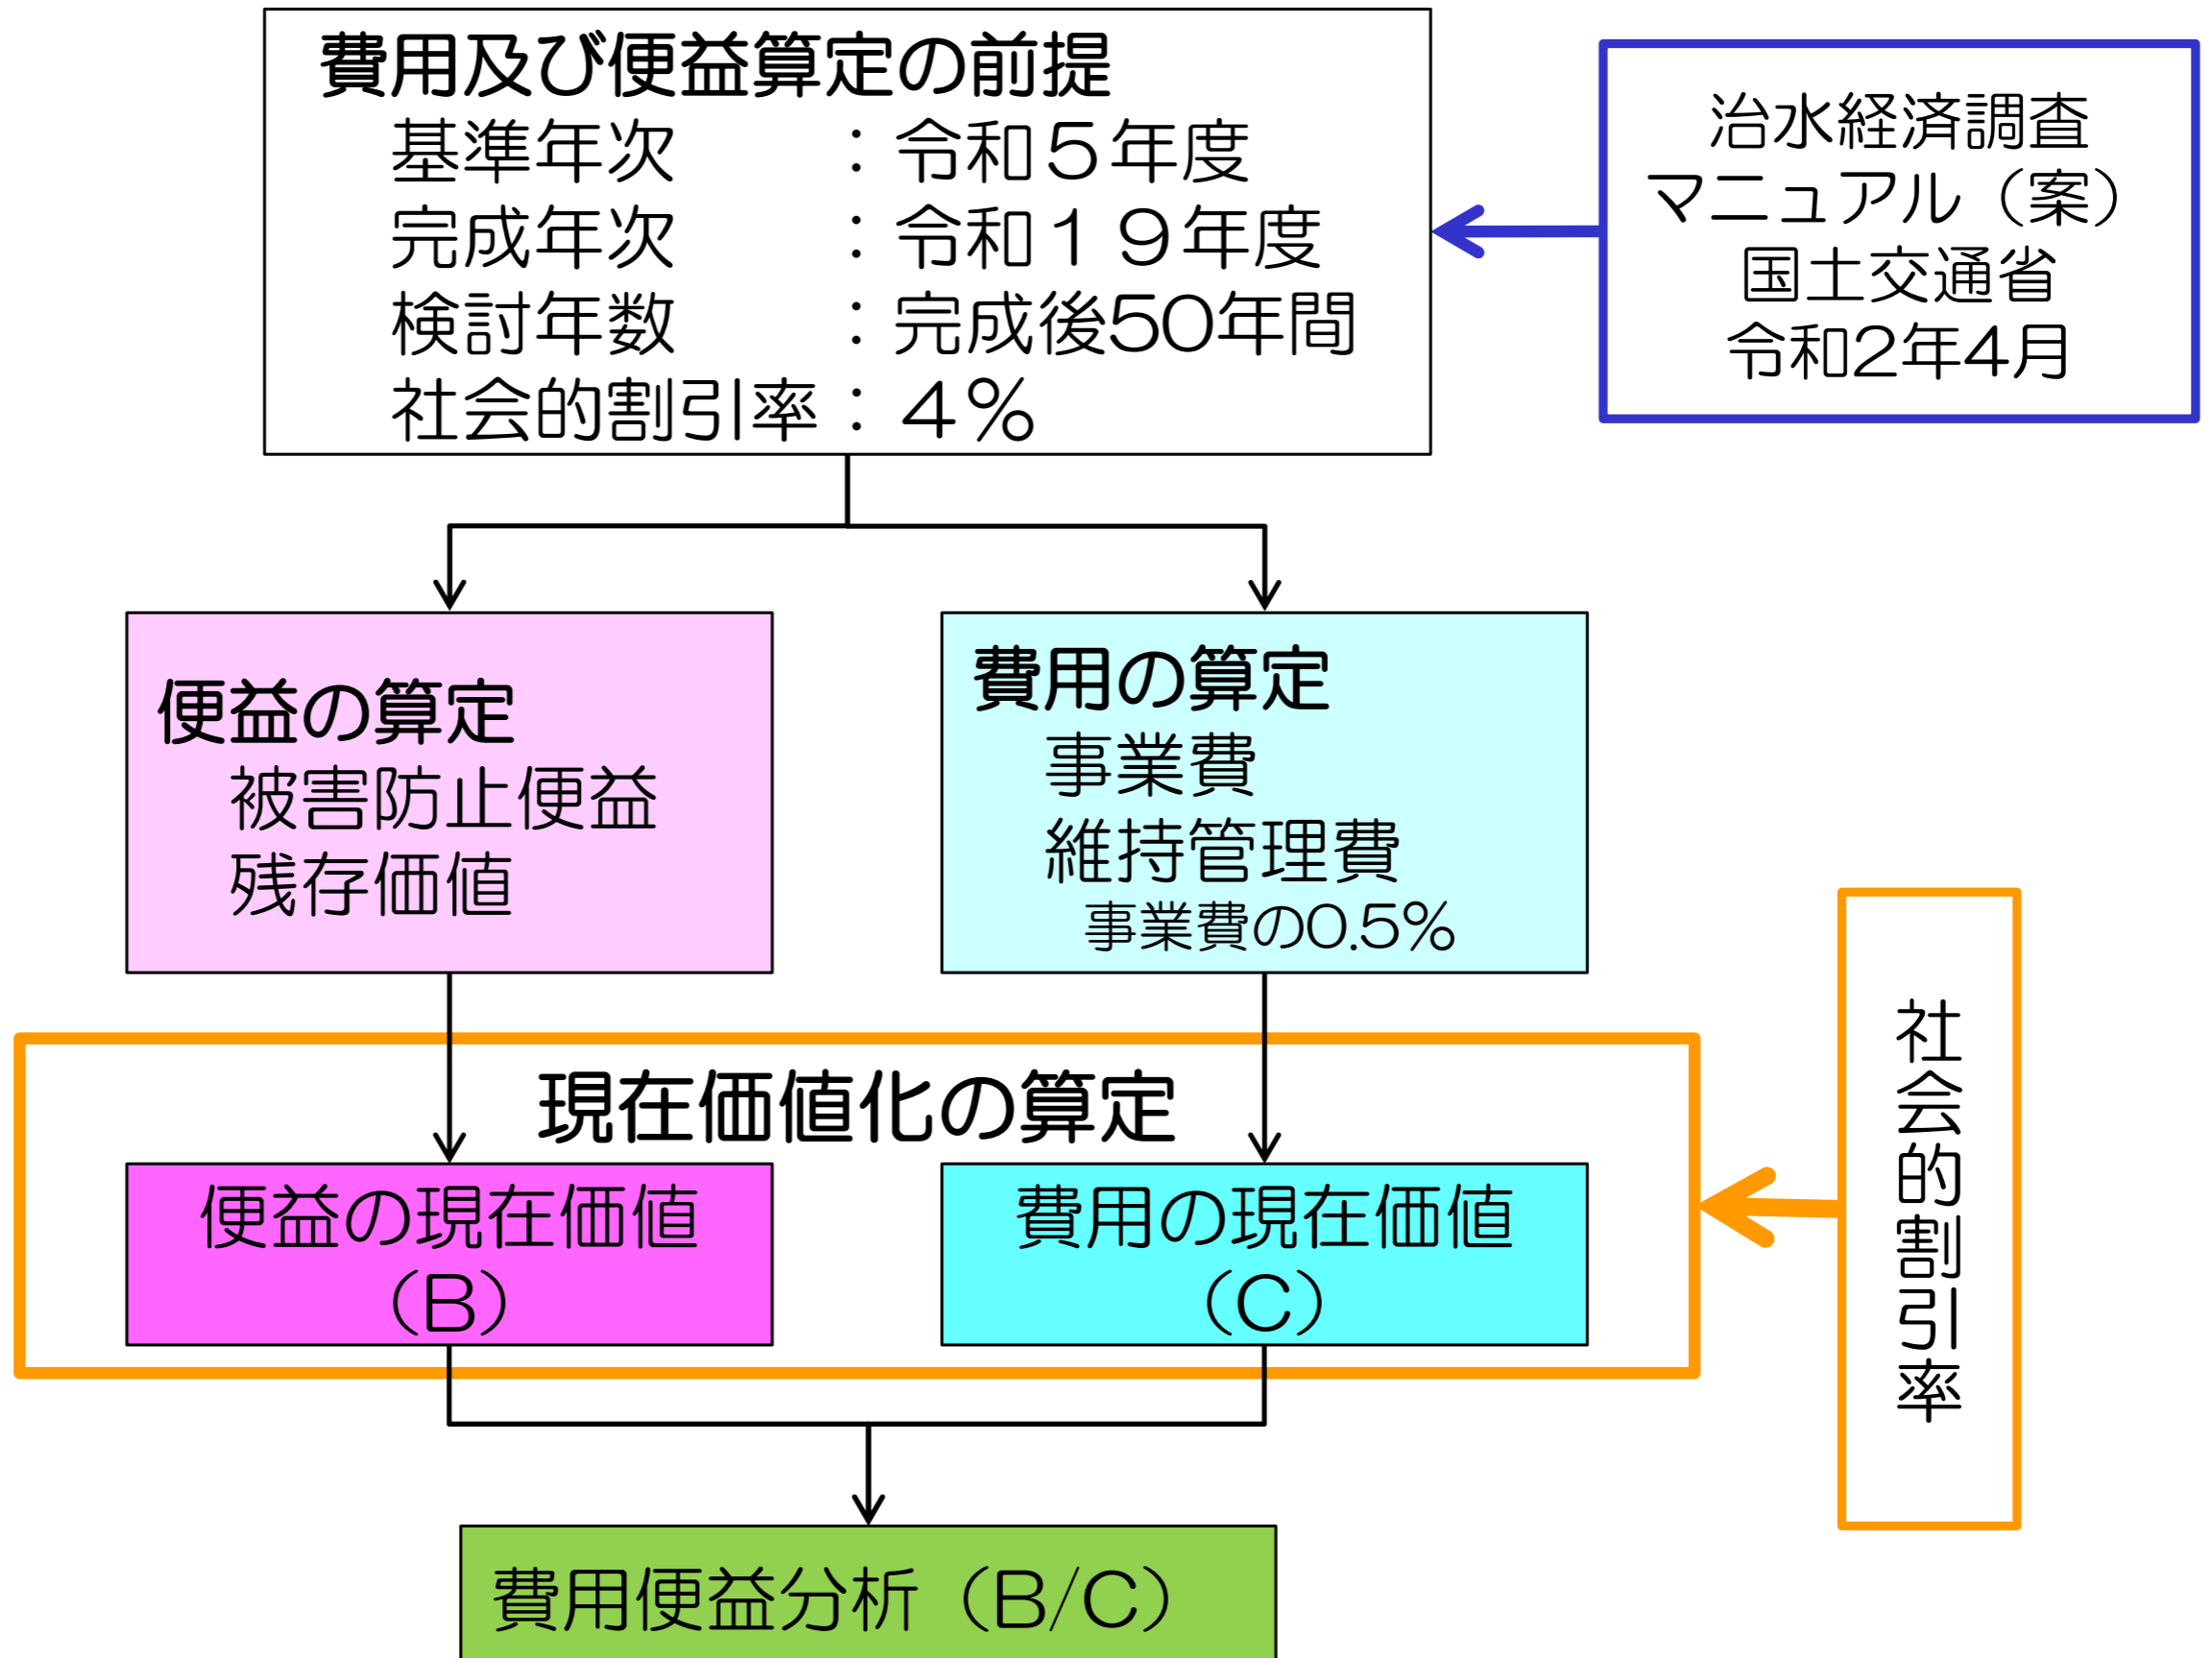 費用及び便益算定の前提
基準年次　　　：令和５年度
完成年次　　　：令和１９年度
検討年数　　　：完成後50年間
社会的割引率：４％
治水経済調査
マニュアル（案）
国土交通省
令和2年4月
便益の算定
被害防止便益
残存価値
費用の算定
事業費
維持管理費
事業費の0.5％
現在価値化の算定
便益の現在価値
（B）
費用の現在価値
（C）
社会的割引率
費用便益分析（B/C）